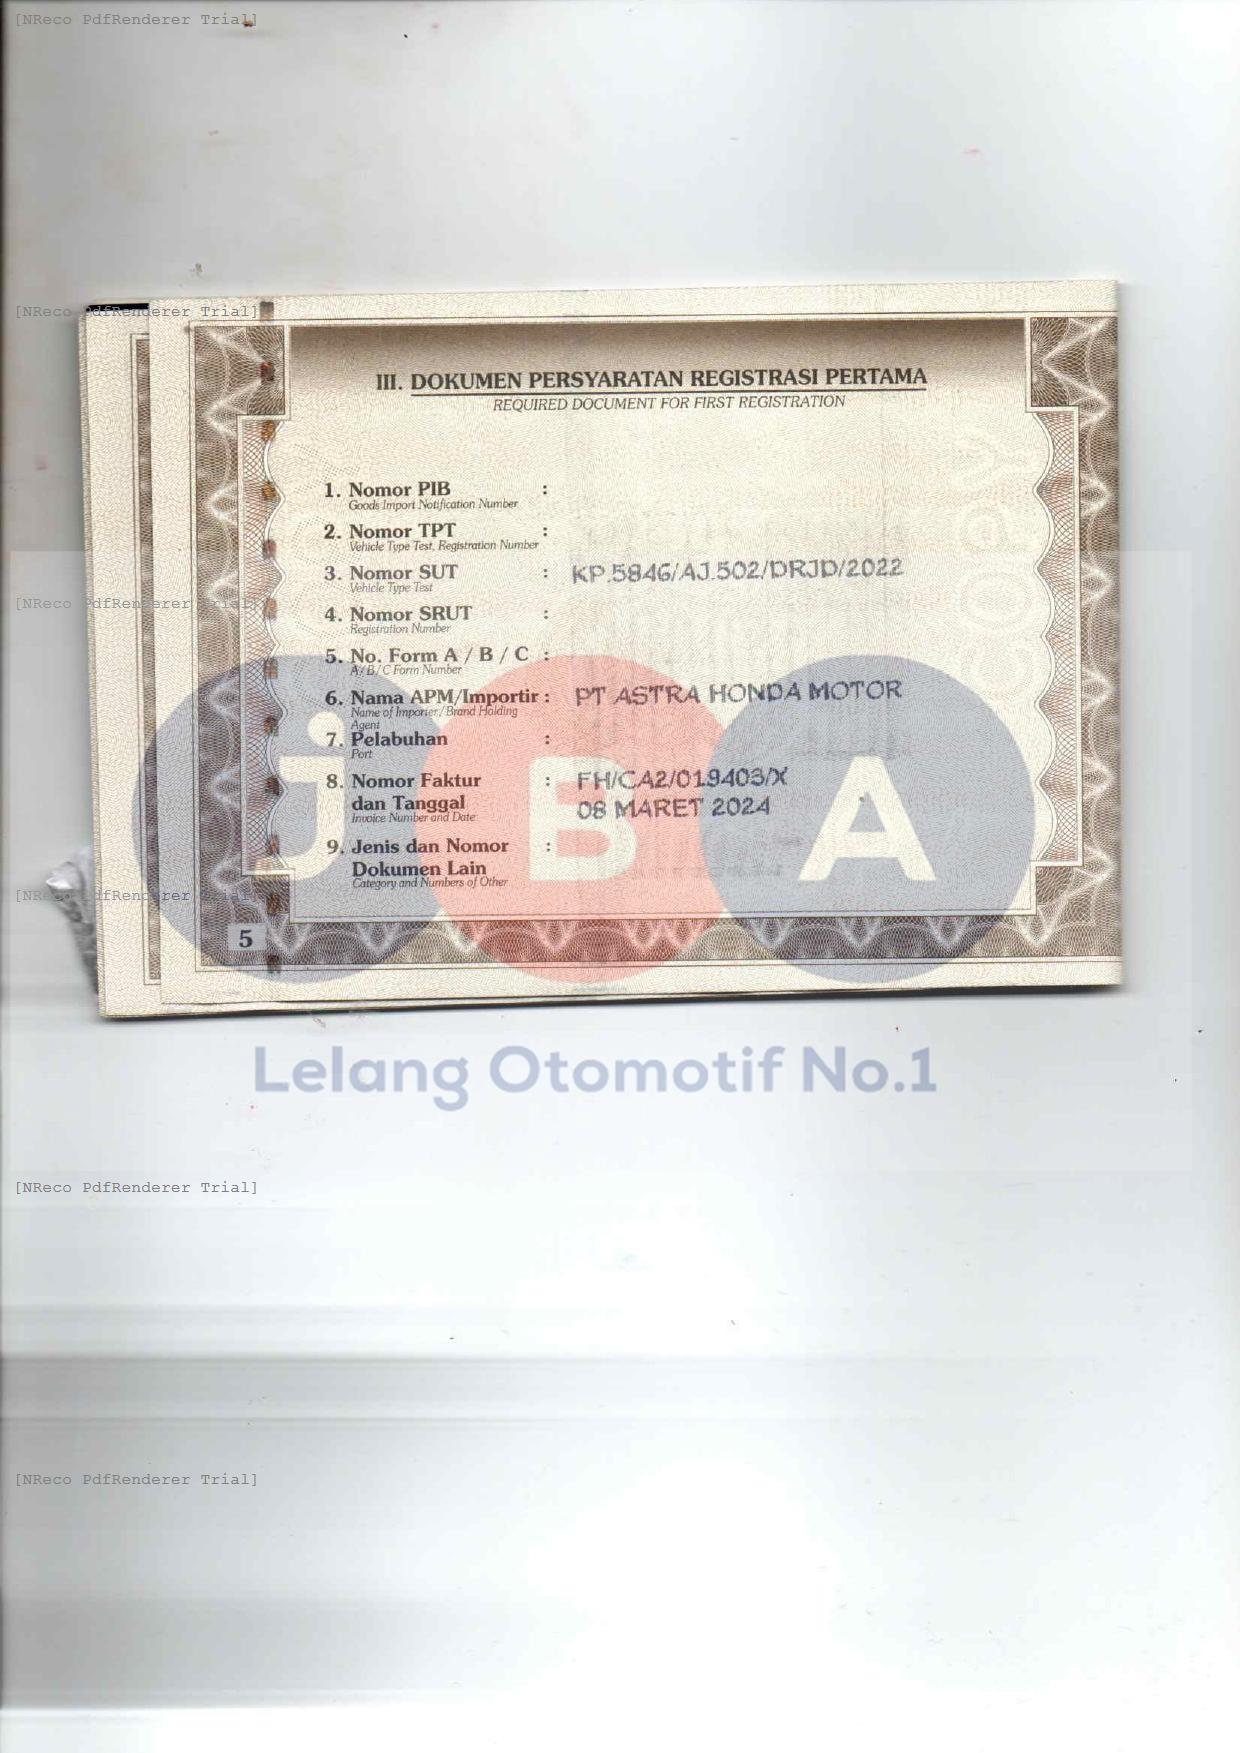 [NReco PdfRenderer Trial]
[NReco PdfRenderer Trial]
III. DOKUMEN PERSYARATAN REGISTRASI PERTAMA
REQUIRED DOCUMENT FOR FIRST REGISTRATION
1. Nomor PIB :
Goods Import Notification Number
2. Nomor TPT :
Vehicle Type Test, Registration Number
3. Nomor SUT : KP.5846/AJ.502/DRJD/2022
Vehicle Type Test
[NReco PdfRenderer Trial]
4. Nomor SRUT :
Registration Number
5. No. Form A / B / C :
A / B / C Form Number
6. Nama APM/Importir : PT ASTRA HONDA MOTOR
Name of Importer / Brand Holding
Agent
7. Pelabuhan :
Port
8. Nomor Faktur : FH/CA2/019403/X
dan Tanggal 08 MARET 2024
Invoice Number and Date
9. Jenis dan Nomor :
Dokumen Lain
Category and Numbers of Other
[NReco PdfRenderer Trial]
5
jBA
Lelang Otomotif No.1
[NReco PdfRenderer Trial]
[NReco PdfRenderer Trial]